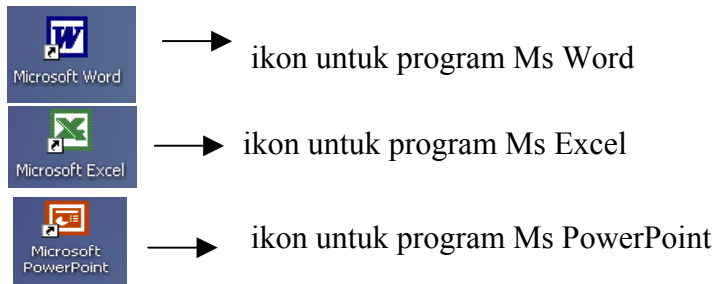 W
Microsoft Word
ikon untuk program Ms Word
X
Microsoft Excel
ikon untuk program Ms Excel
Microsoft
PowerPoint
ikon untuk program Ms PowerPoint